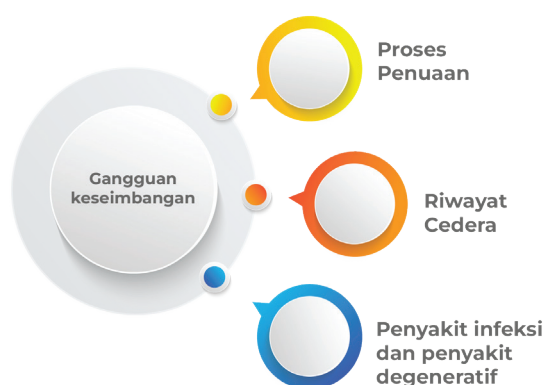 Gangguan
keseimbangan
Proses
Penuaan
Riwayat
Cedera
Penyakit infeksi
dan penyakit
degeneratif